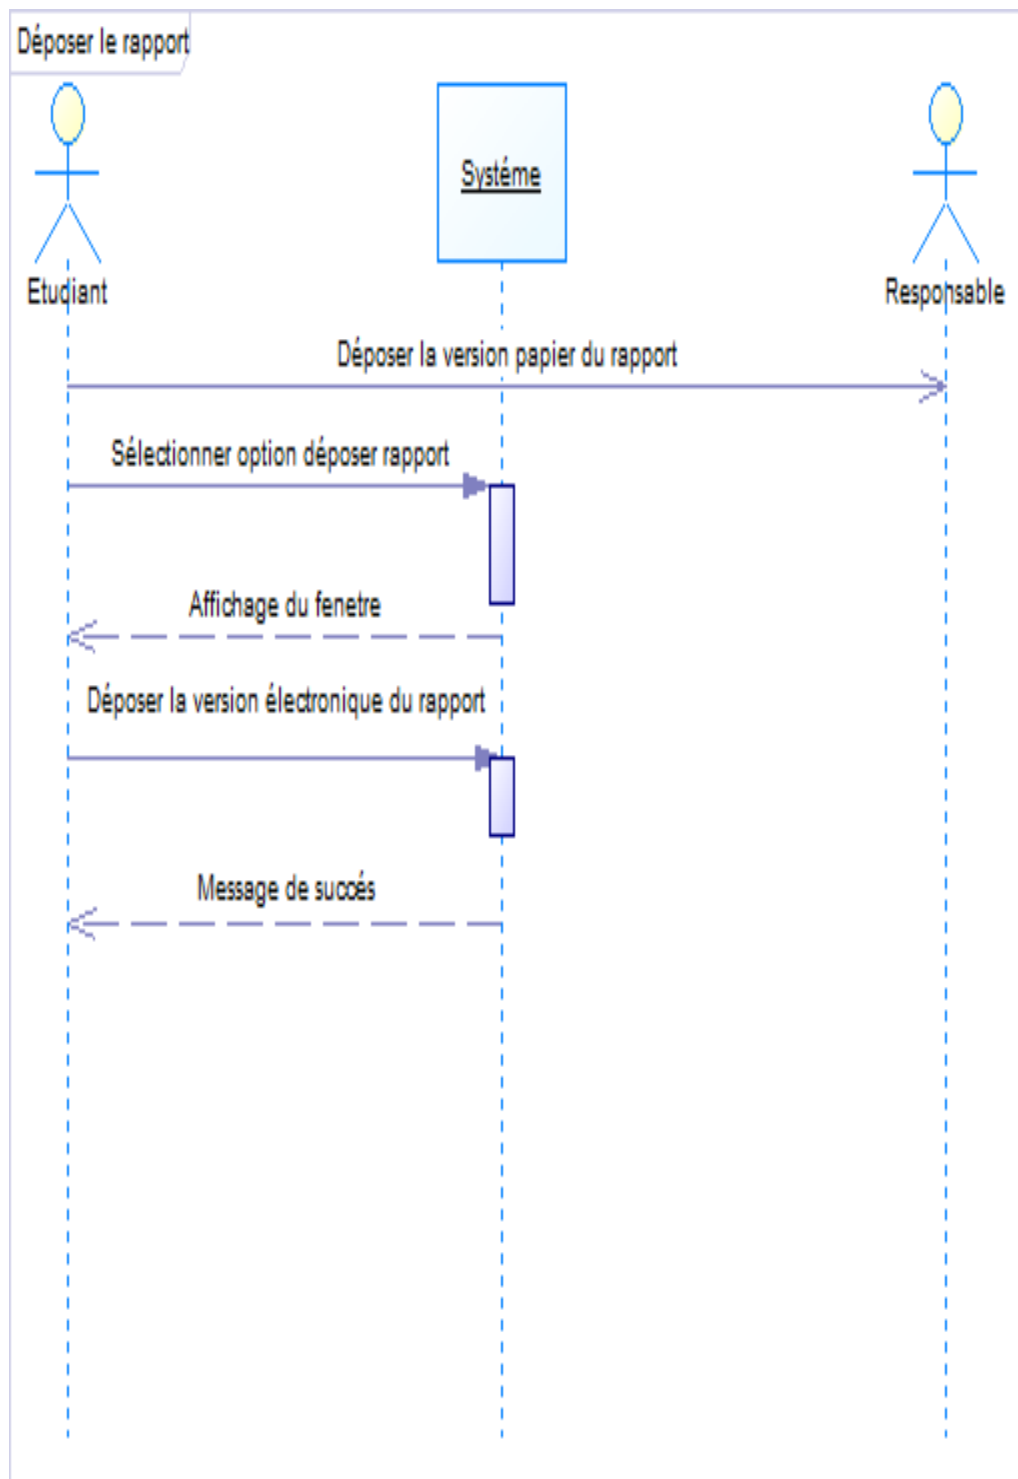 Déposer le rapport
Systéme
Etudiant
Responsable
Déposer la version papier du rapport
Sélectionner option déposer rapport
Affichage du fenetre
Déposer la version électronique du rapport
Message de succés